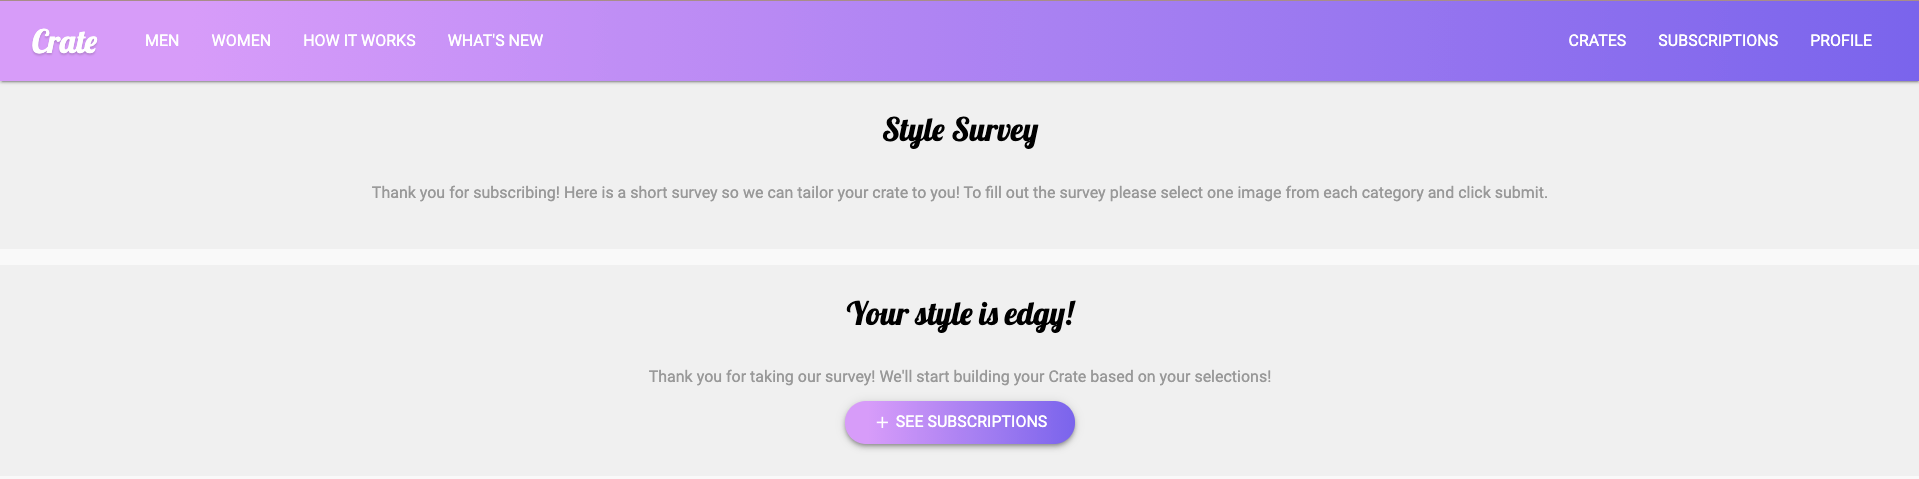 Crate MEN WOMEN HOW IT WORKS WHAT'S NEW CRATES SUBSCRIPTIONS PROFILE
Style Survey
Thank you for subscribing! Here is a short survey so we can tailor your crate to you! To fill out the survey please select one image from each category and click submit.
Your style is edgy!
Thank you for taking our survey! We'll start building your Crate based on your selections!
+ SEE SUBSCRIPTIONS